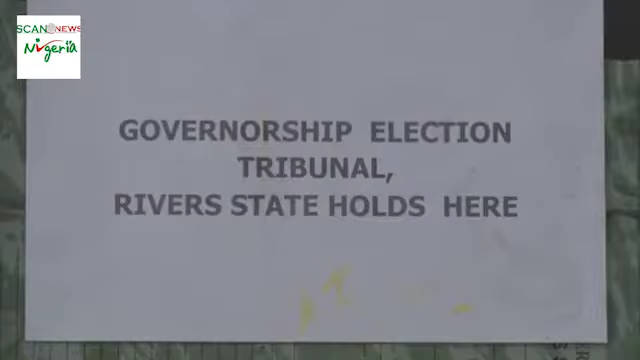 SCAN NEWS
Nigeria
GOVERNORSHIP ELECTION
TRIBUNAL,
RIVERS STATE HOLDS HERE